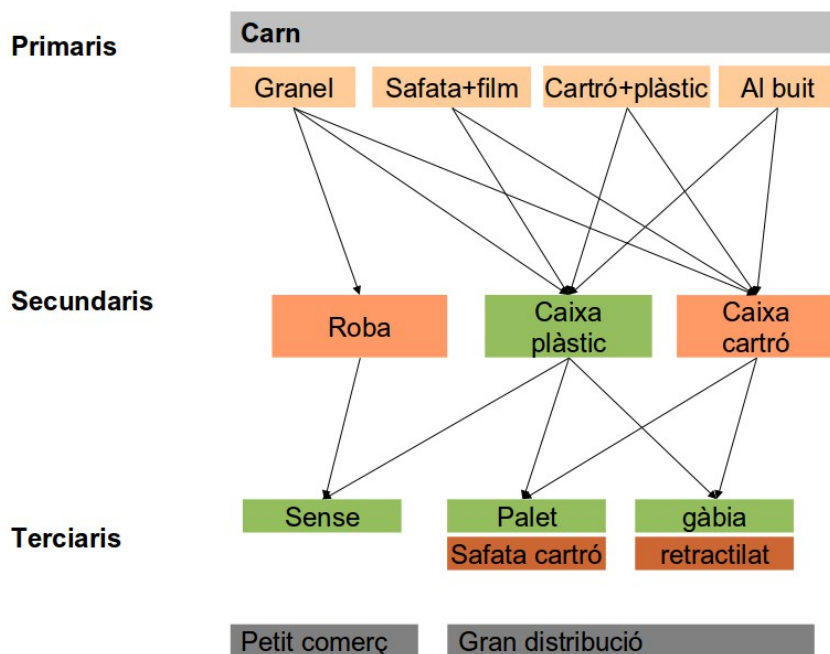 Primaris
Carn
Granel
Safata+film
Cartró+plàstic
Al buit
Secundaris
Roba
Caixa
plàstic
Caixa
cartró
Terciaris
Sense
Palet
gàbia
Safata cartró
retractilat
Petit comerç
Gran distribució